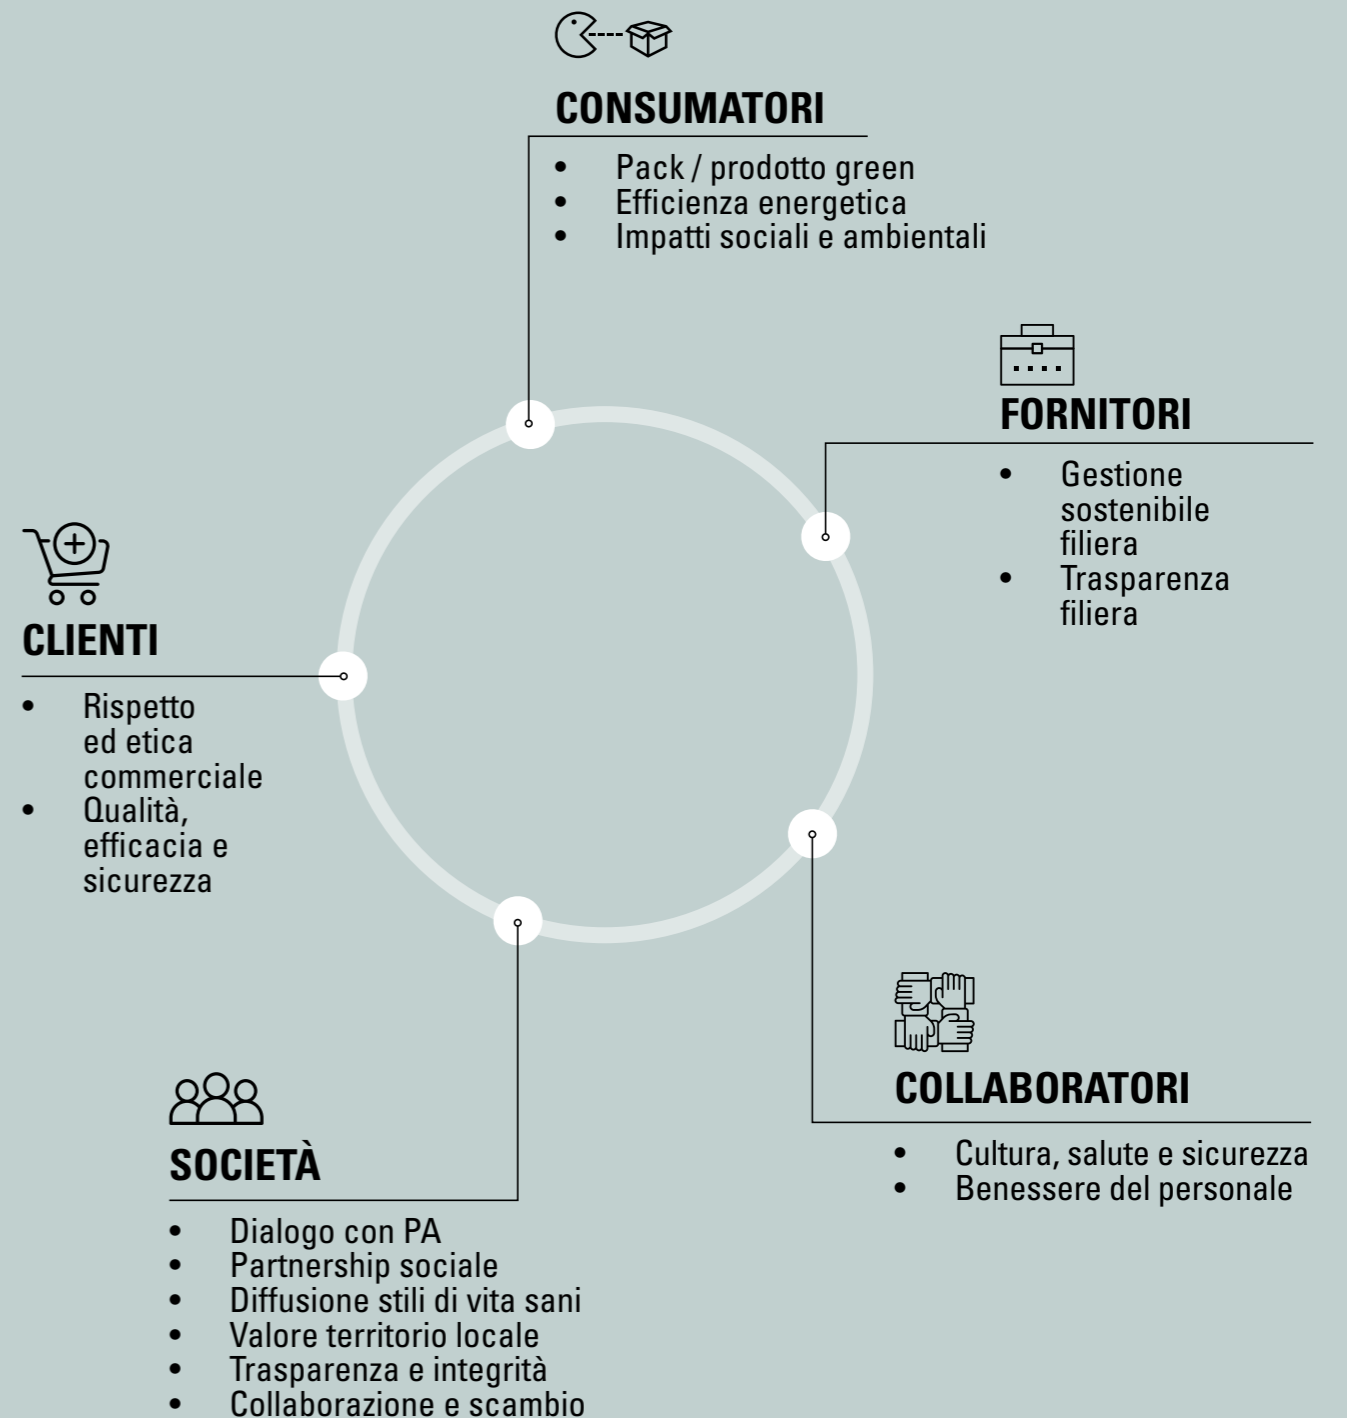 CONSUMATORI
• Pack / prodotto green
• Efficienza energetica
• Impatti sociali e ambientali
FORNITORI
• Gestione
sostenibile
filiera
• Trasparenza
filiera
CLIENTI
• Rispetto
ed etica
commerciale
• Qualità,
efficacia e
sicurezza
COLLABORATORI
• Cultura, salute e sicurezza
• Benessere del personale
SOCIETÀ
• Dialogo con PA
• Partnership sociale
• Diffusione stili di vita sani
• Valore territorio locale
• Trasparenza e integrità
• Collaborazione e scambio